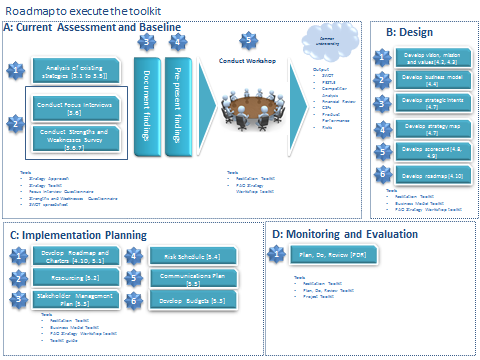 Roadmap to execute the toolkit
A: Current Assessment and Baseline
1
Analysis of existing
strategies [3.1 to 3.5]]
2
Conduct Focus Interviews
[3.6]
Conduct Strengths and
Weaknesses Survey
[3.6.7]
3
Document findings
4
Pre-present findings
5
Conduct Workshop
Common
understanding
Output
SWOT
PESTLE
Competitor
Analysis
Financial Review
CSFs
Product
Performance
Risks
Tools
Strategy Approach
Strategy Toolkit
Focus Interview Questionnaire
Strengths and Weaknesses Questionnaire
SWOT spreadsheet
Tools
Facilitation Toolkit
FAQ Strategy
Workshop Toolkit
B: Design
1
Develop vision, mission
and values[4.2, 4.3]
2
Develop business model
[4.4]
3
Develop strategic intents
[4.7]
4
Develop strategy map
[4.7]
5
Develop scorecard [4.8,
4.9]
6
Develop roadmap [4.10]
Tools
Facilitation Toolkit
Business Model Toolkit
FAQ Strategy Workshop Toolkit
C: Implementation Planning
1
Develop Roadmap and
Charters [4.10, 5.1]
2
Resourcing [5.2]
3
Stakeholder Management
Plan [5.5]
4
Risk Schedule [5.4]
5
Communications Plan
[5.5]
6
Develop Budgets [5.3]
Tools
Facilitation Toolkit
Business Model Toolkit
FAQ Strategy Workshop Toolkit
Toolkit guide
D: Monitoring and Evaluation
1
Plan, Do, Review [PDR]
Tools
Facilitation Toolkit
Plan, Do, Review Toolkit
Project Toolkit